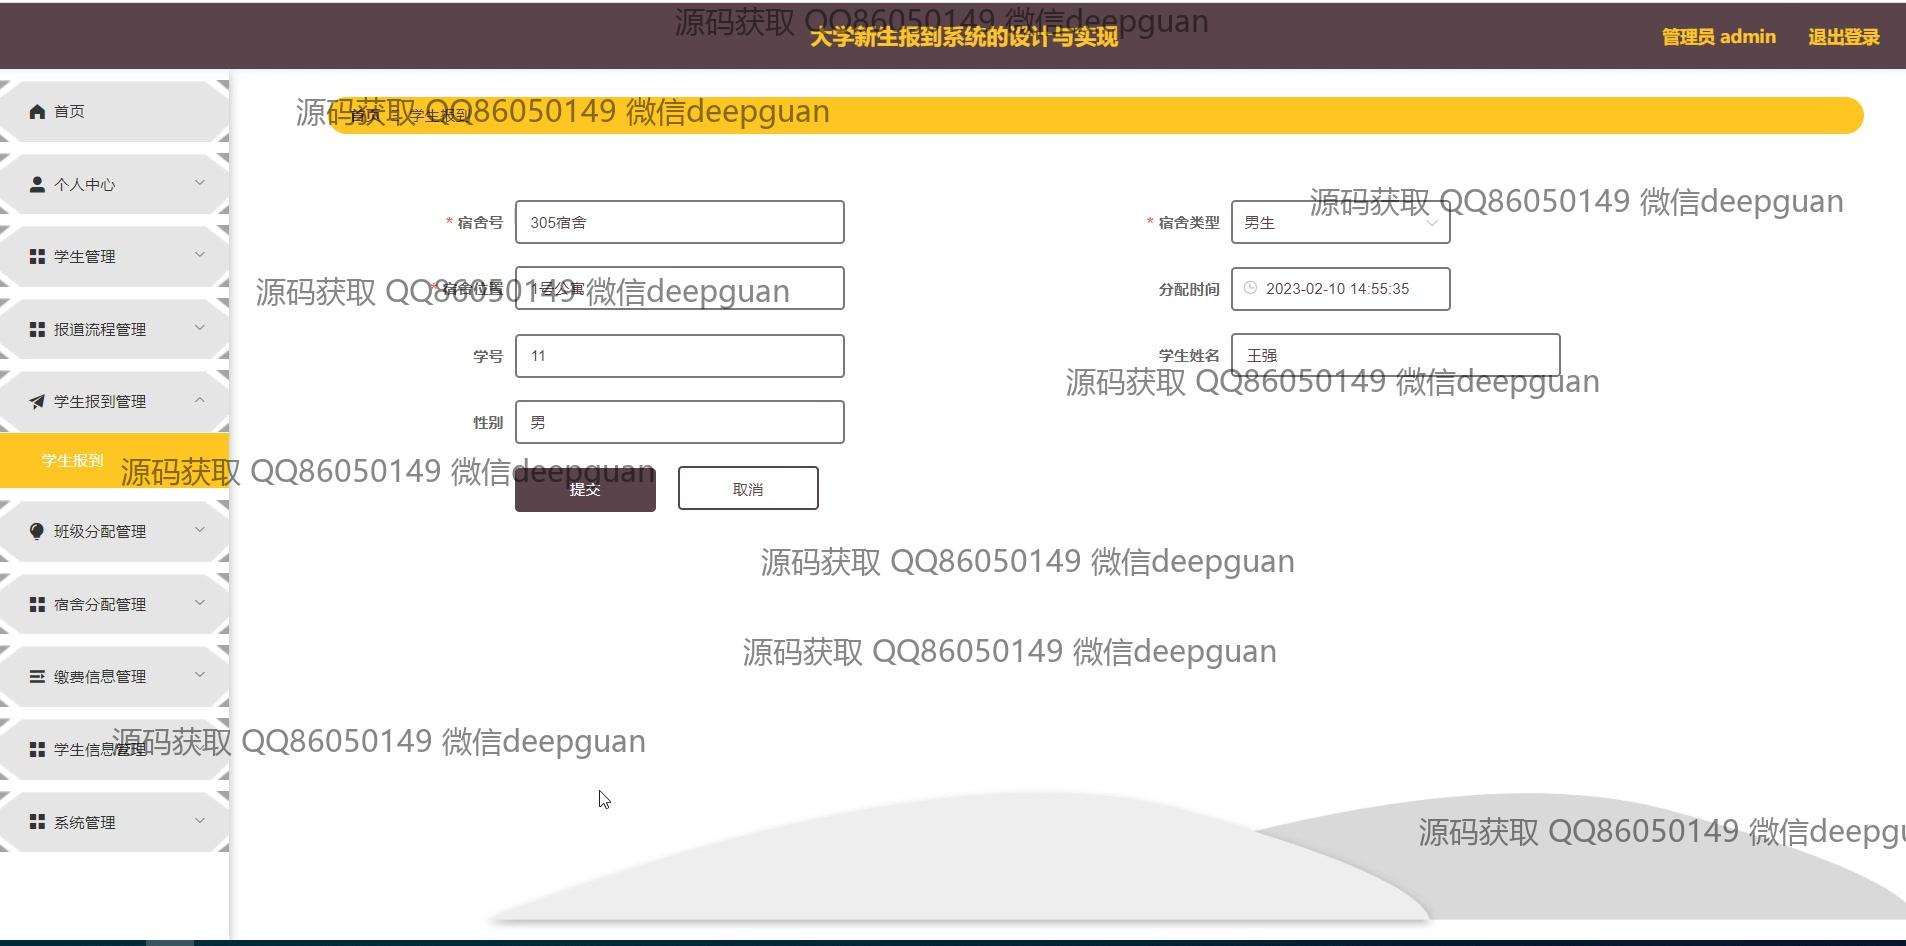 源码获取 QQ86050149 微信deepguan
大学新生报到系统的设计与实现
管理员 admin
退出登录
首页
源码获取 QQ86050149 微信deepguan
首页
学生报到
个人中心
源码获取 QQ86050149 微信deepguan
* 宿舍号
305宿舍
* 宿舍类型
男生
学生管理
源码获取 QQ86050149 微信deepguan
* 宿舍位置
1号公寓
分配时间
2023-02-10 14:55:35
报道流程管理
学号
11
学生姓名
王强
源码获取 QQ86050149 微信deepguan
学生报到管理
性别
男
学生报到
源码获取 QQ86050149 微信deepguan
提交
取消
班级分配管理
源码获取 QQ86050149 微信deepguan
宿舍分配管理
源码获取 QQ86050149 微信deepguan
缴费信息管理
源码获取 QQ86050149 微信deepguan
学生信息管理
系统管理
源码获取 QQ86050149 微信deepgu